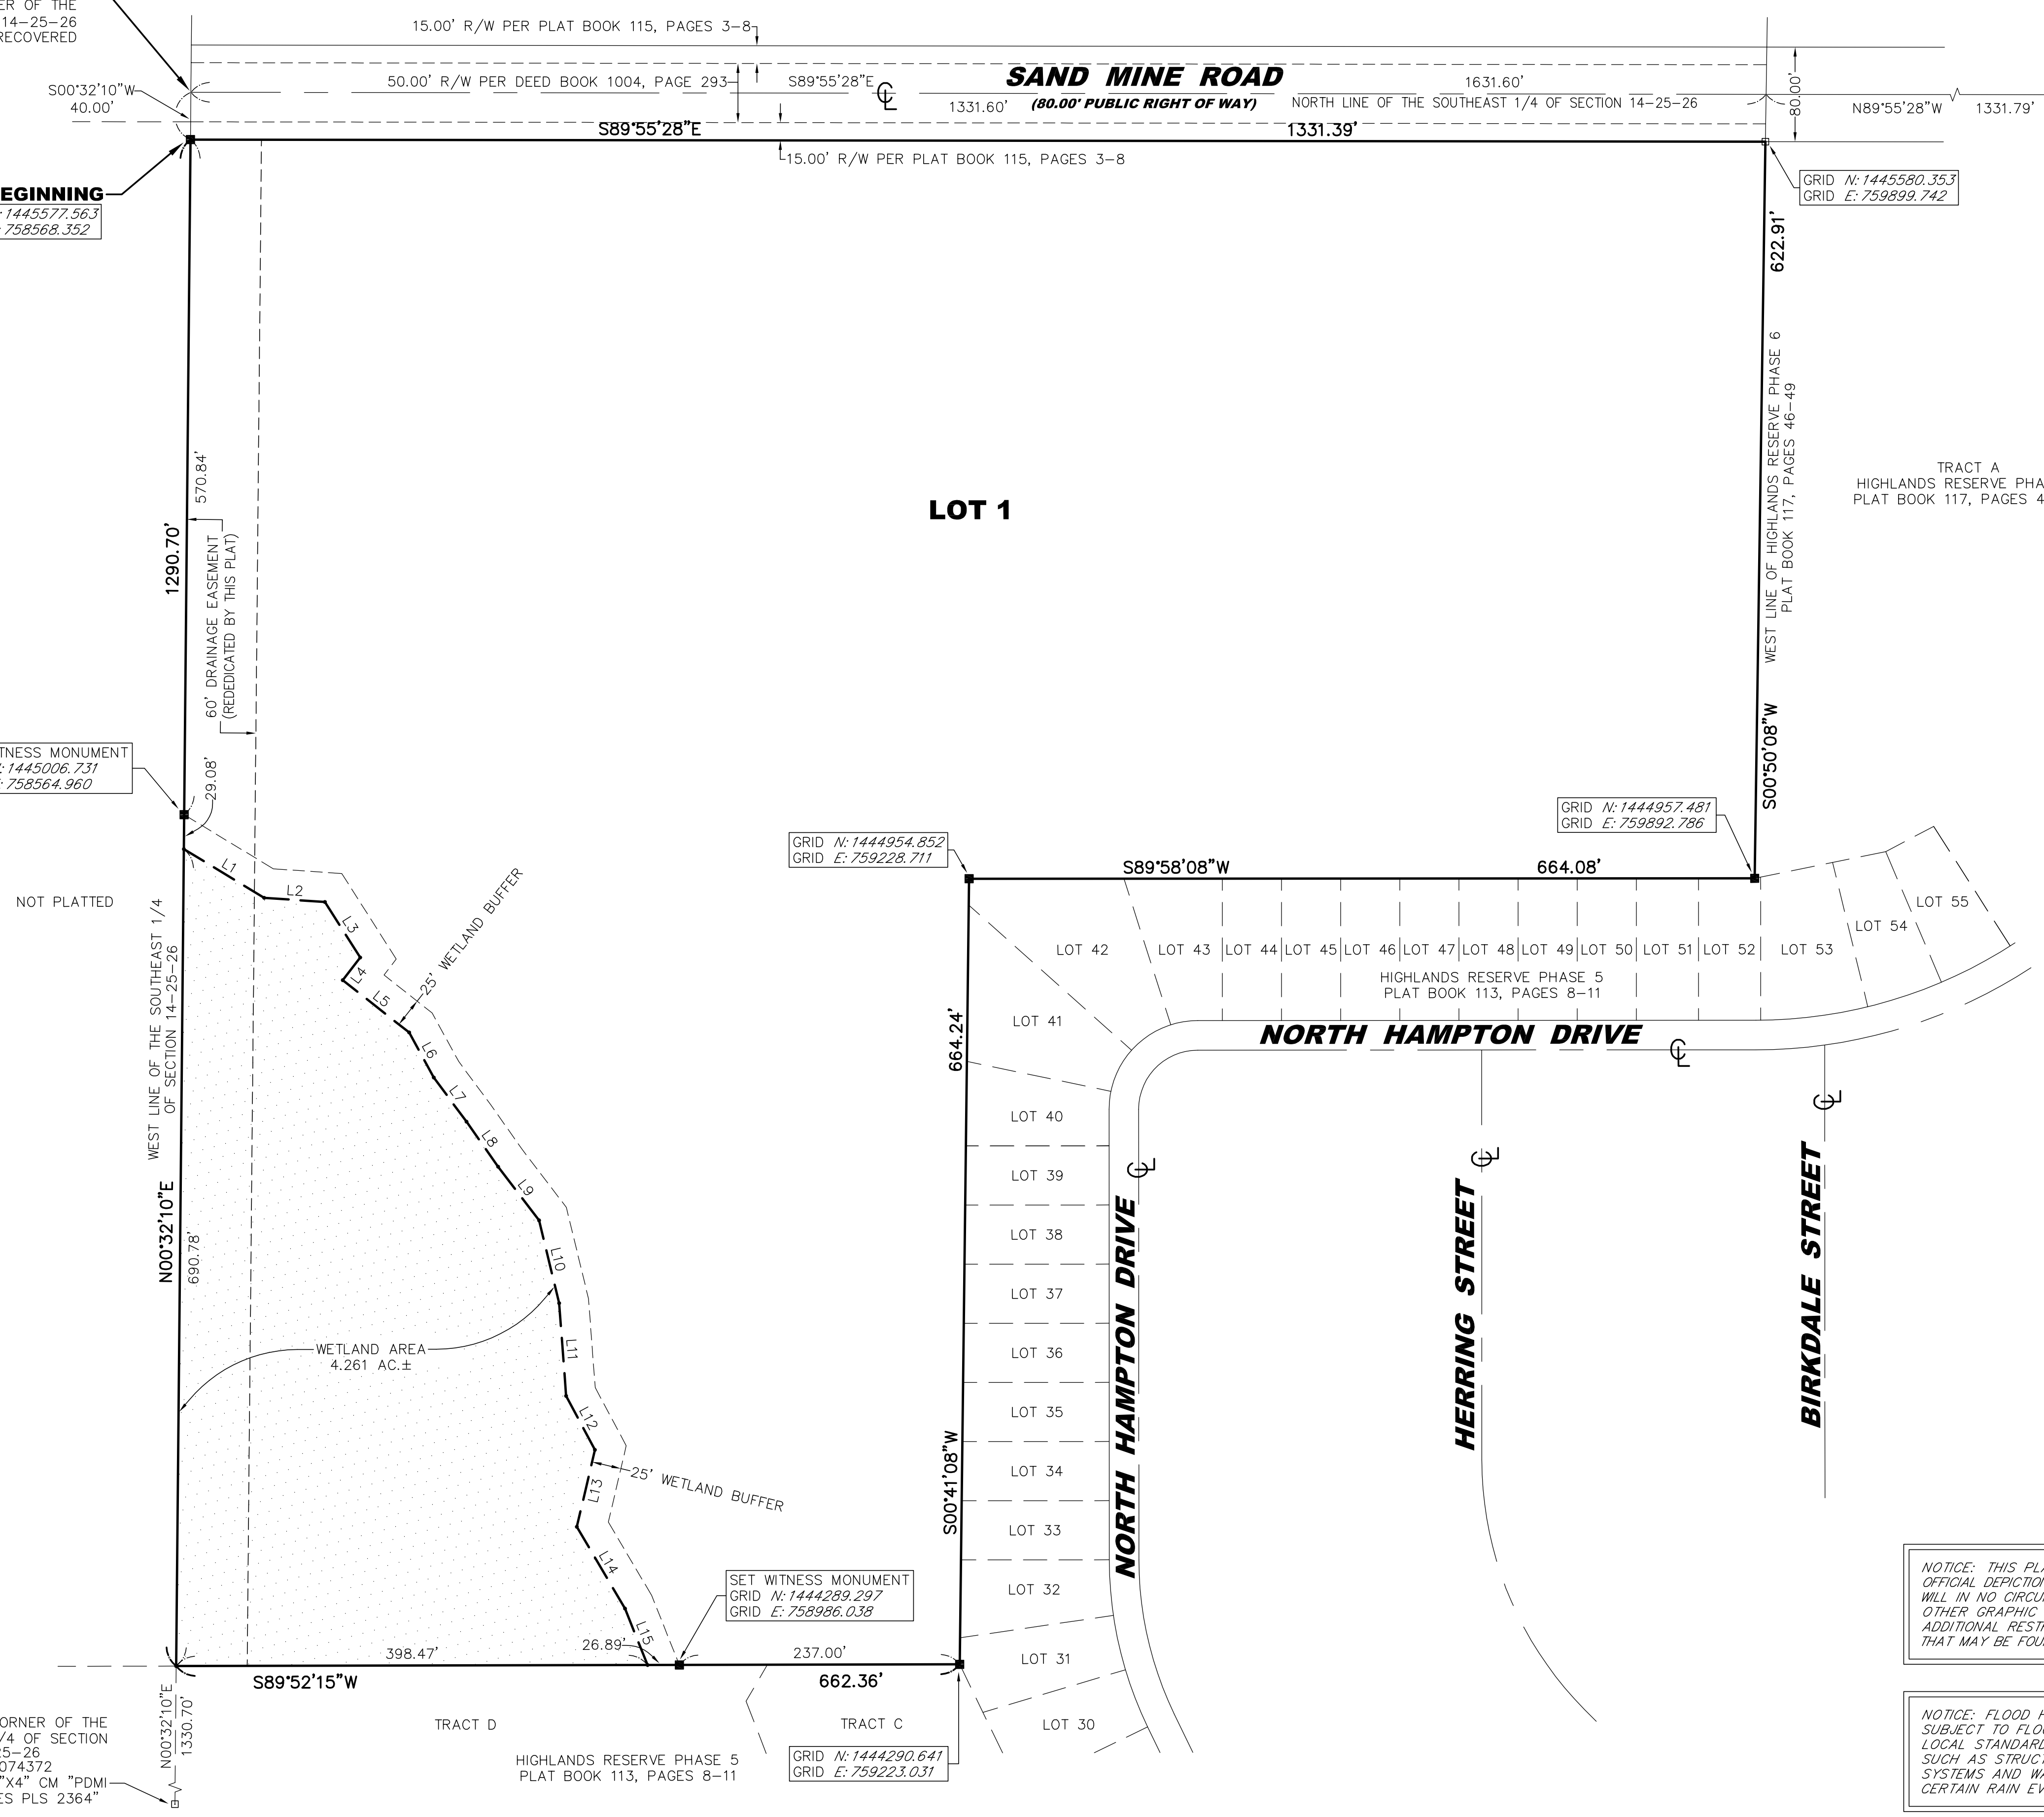 ER OF THE
14-25-26
RECOVERED
15.00' R/W PER PLAT BOOK 115, PAGES 3-8
50.00' R/W PER DEED BOOK 1004, PAGE 293
S89°55'28"E
SAND MINE ROAD
1631.60'
S00°32'10"W
40.00'
1331.60'
(80.00' PUBLIC RIGHT OF WAY)
NORTH LINE OF THE SOUTHEAST 1/4 OF SECTION 14-25-26
80.00'
N89°55'28"W
1331.79'
S89°55'28"E
1331.39'
15.00' R/W PER PLAT BOOK 115, PAGES 3-8
EGINNING
: 1445577.563
: 758568.352
GRID N: 1445580.353
GRID E: 759899.742
622.91'
WEST LINE OF HIGHLANDS RESERVE PHASE 6
PLAT BOOK 117, PAGES 46-49
S00°50'08"W
TRACT A
HIGHLANDS RESERVE PHA
PLAT BOOK 117, PAGES 4
LOT 1
570.84'
1290.70'
60' DRAINAGE EASEMENT
(REDEDICATED BY THIS PLAT)
TNESS MONUMENT
: 1445006.731
: 758564.960
29.08'
NOT PLATTED
WEST LINE OF THE SOUTHEAST 1/4
OF SECTION 14-25-26
N00°32'10"E
690.78'
L1
L2
L3
L4
L5
25' WETLAND BUFFER
L6
L7
L8
L9
L10
L11
L12
L13
L14
L15
WETLAND AREA
4.261 AC.±
25' WETLAND BUFFER
GRID N: 1444954.852
GRID E: 759228.711
GRID N: 1444957.481
GRID E: 759892.786
S89°58'08"W
664.08'
LOT 42
LOT 43
LOT 44
LOT 45
LOT 46
LOT 47
LOT 48
LOT 49
LOT 50
LOT 51
LOT 52
LOT 53
LOT 54
LOT 55
HIGHLANDS RESERVE PHASE 5
PLAT BOOK 113, PAGES 8-11
NORTH HAMPTON DRIVE
664.24'
S00°41'08"W
LOT 41
LOT 40
LOT 39
LOT 38
LOT 37
LOT 36
LOT 35
LOT 34
LOT 33
LOT 32
LOT 31
LOT 30
NORTH HAMPTON DRIVE
HERRING STREET
BIRKDALE STREET
SET WITNESS MONUMENT
GRID N: 1444289.297
GRID E: 758986.038
398.47'
26.89'
237.00'
S89°52'15"W
662.36'
N00°32'10"E
1330.70'
TRACT D
TRACT C
HIGHLANDS RESERVE PHASE 5
PLAT BOOK 113, PAGES 8-11
GRID N: 1444290.641
GRID E: 759223.031
ORNER OF THE
/4 OF SECTION
25-26
074372
"X4" CM "PDMI
ES PLS 2364"
NOTICE: THIS PLA
OFFICIAL DEPICTION
WILL IN NO CIRCU
OTHER GRAPHIC
ADDITIONAL RESTR
THAT MAY BE FOU
NOTICE: FLOOD H
SUBJECT TO FLO
LOCAL STANDARD
SUCH AS STRUCT
SYSTEMS AND WA
CERTAIN RAIN EV